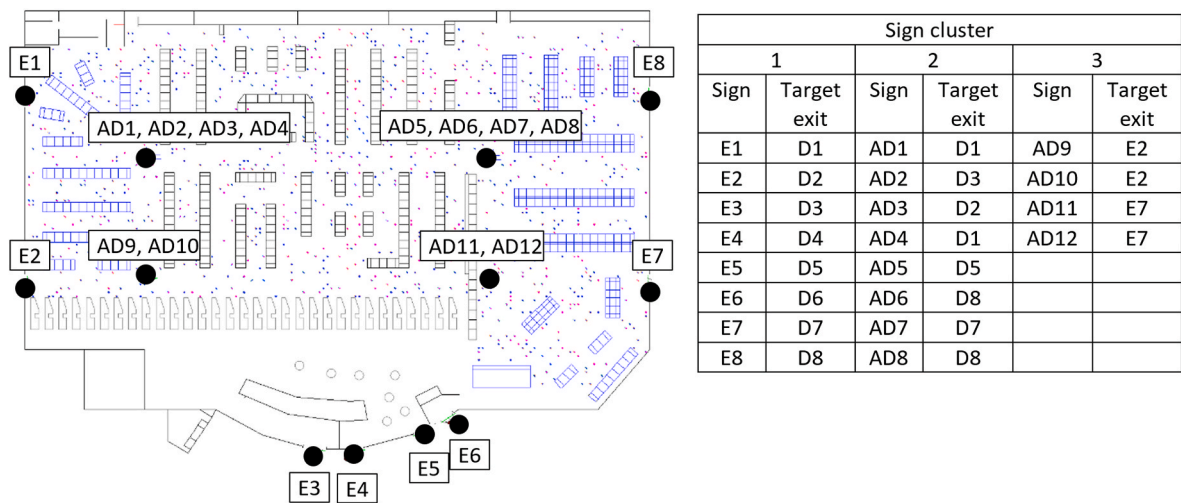 E1
E8
AD1, AD2, AD3, AD4
AD5, AD6, AD7, AD8
E2
AD9, AD10
AD11, AD12
E7
E3
E4
E5
E6
Sign cluster
1 2 3
Sign Target exit Sign Target exit Sign Target exit
E1 D1 AD1 D1 AD9 E2
E2 D2 AD2 D3 AD10 E2
E3 D3 AD3 D2 AD11 E7
E4 D4 AD4 D1 AD12 E7
E5 D5 AD5 D5
E6 D6 AD6 D8
E7 D7 AD7 D7
E8 D8 AD8 D8